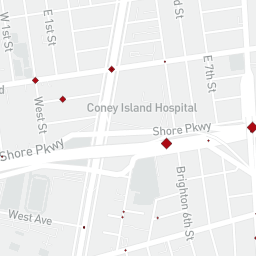 W 1st St
E 1st St
E 3rd St
E 7th St
West St
Coney Island Hospital
Shore Pkwy
Shore Pkwy
West Ave
Brighton 6th St